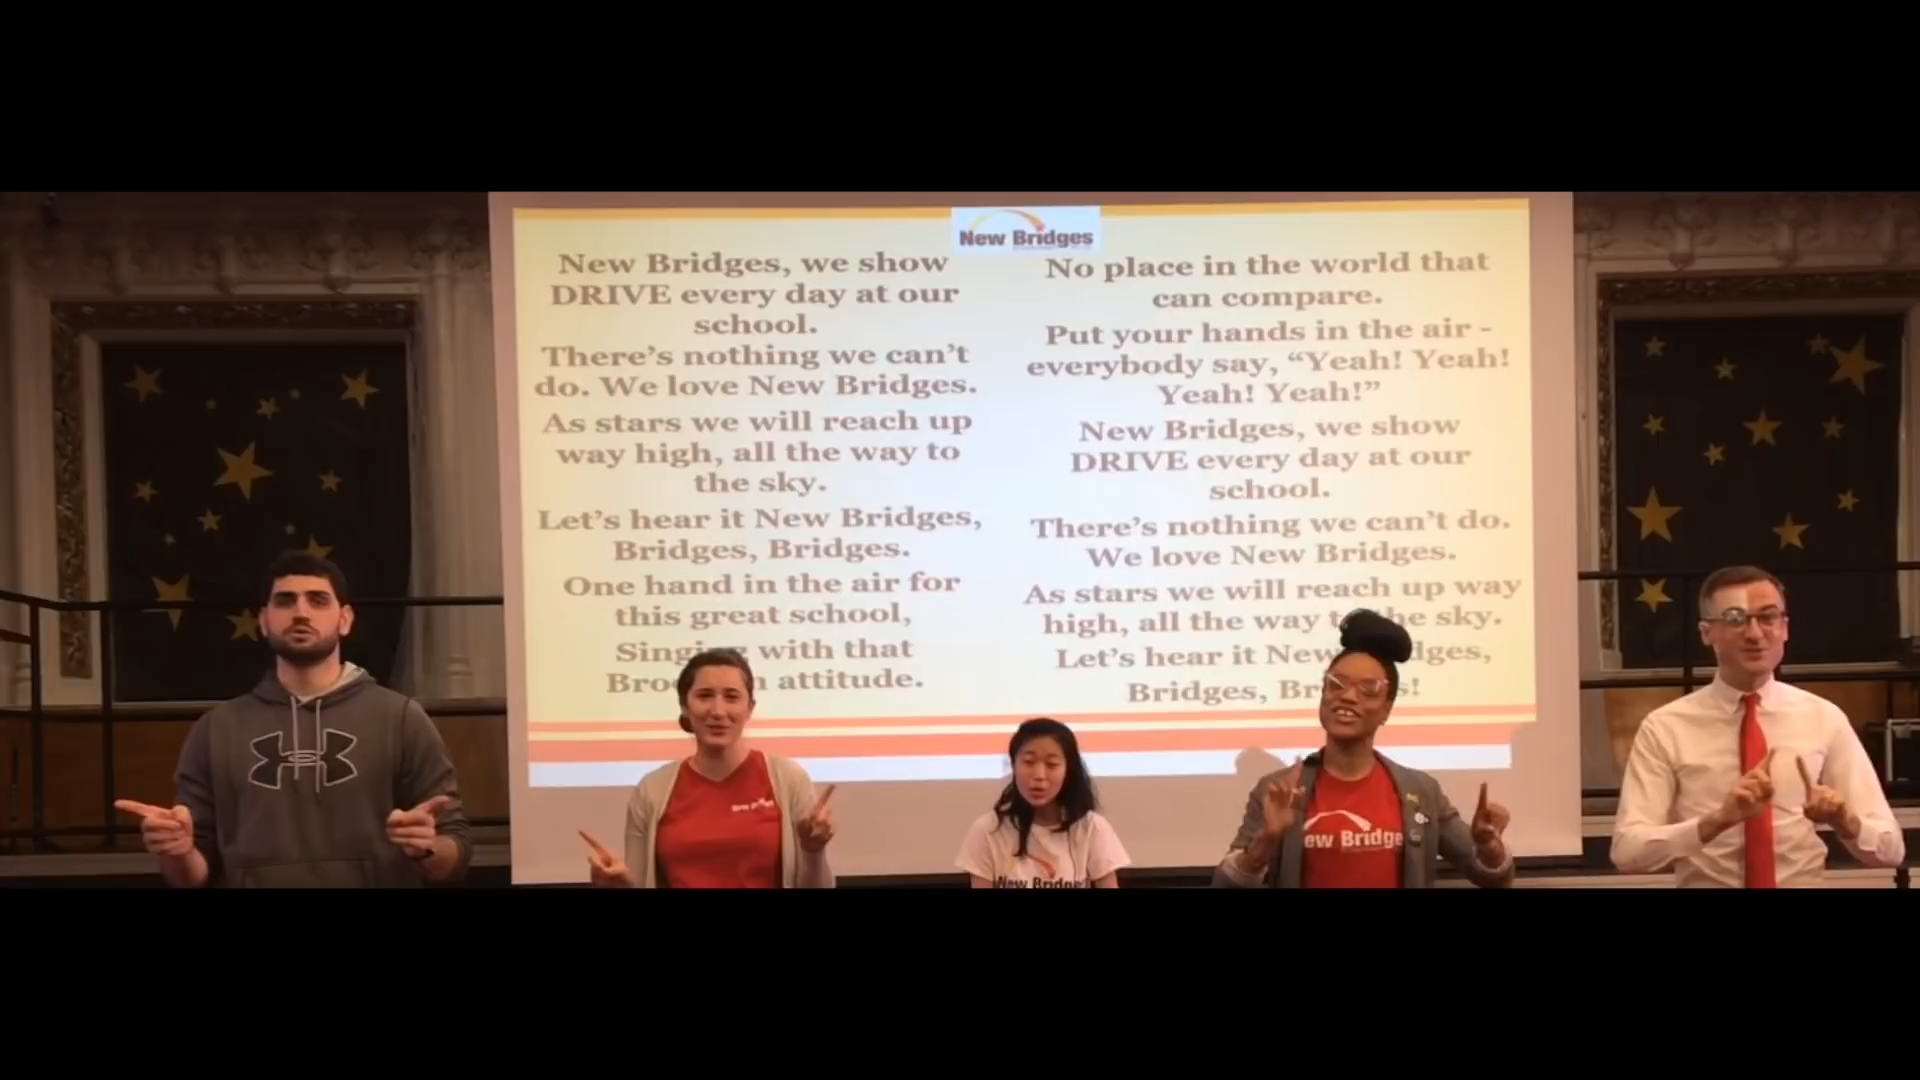 New Bridges
New Bridges, we show
DRIVE every day at our
school.
There's nothing we can't
do. We love New Bridges.
As stars we will reach up
way high, all the way to
the sky.
Let's hear it New Bridges,
Bridges, Bridges.
One hand in the air for
this great school,
with that
attitude.
No place in the world that
can compare.
Put your hands in the air -
everybody say, “Yeah! Yeah!
Yeah! Yeah!”
New Bridges, we show
DRIVE every day at our
school.
There's nothing we can't do.
We love New Bridges.
As stars we will reach up way
high, all the way sky.
Let's hear it New
Bridges,
New Bridge
ew Bridge